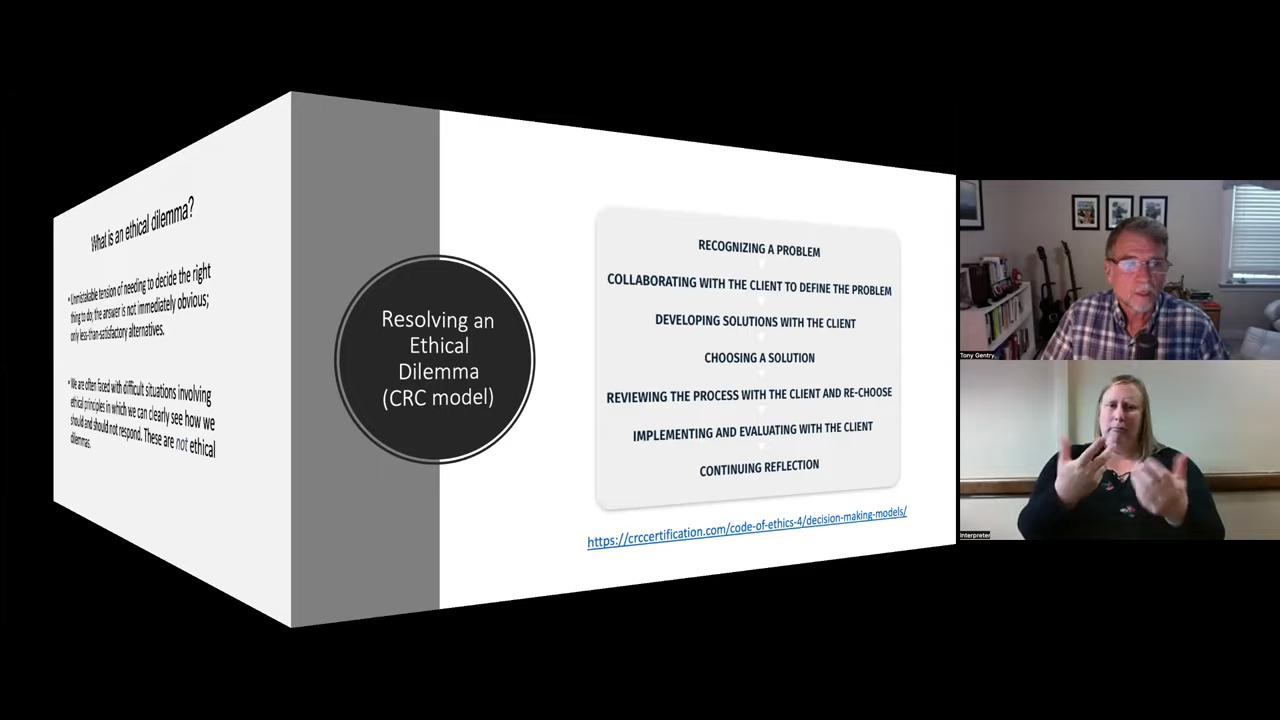 What is an ethical dilemma?
• Unmistakable tension of needing to decide the right
thing to do; the answer is not immediately obvious;
only less-than-satisfactory alternatives.
• We are often faced with difficult situations involving
ethical principles in which we can clearly see how we
should and should not respond. These are not ethical
dilemmas.
Resolving an
Ethical
Dilemma
(CRC model)
RECOGNIZING A PROBLEM
COLLABORATING WITH THE CLIENT TO DEFINE THE PROBLEM
DEVELOPING SOLUTIONS WITH THE CLIENT
CHOOSING A SOLUTION
REVIEWING THE PROCESS WITH THE CLIENT AND RE-CHOOSE
IMPLEMENTING AND EVALUATING WITH THE CLIENT
CONTINUING REFLECTION
https://crccertification.com/code-of-ethics-4/decision-making-models/
Tony Gentry
Interpreter